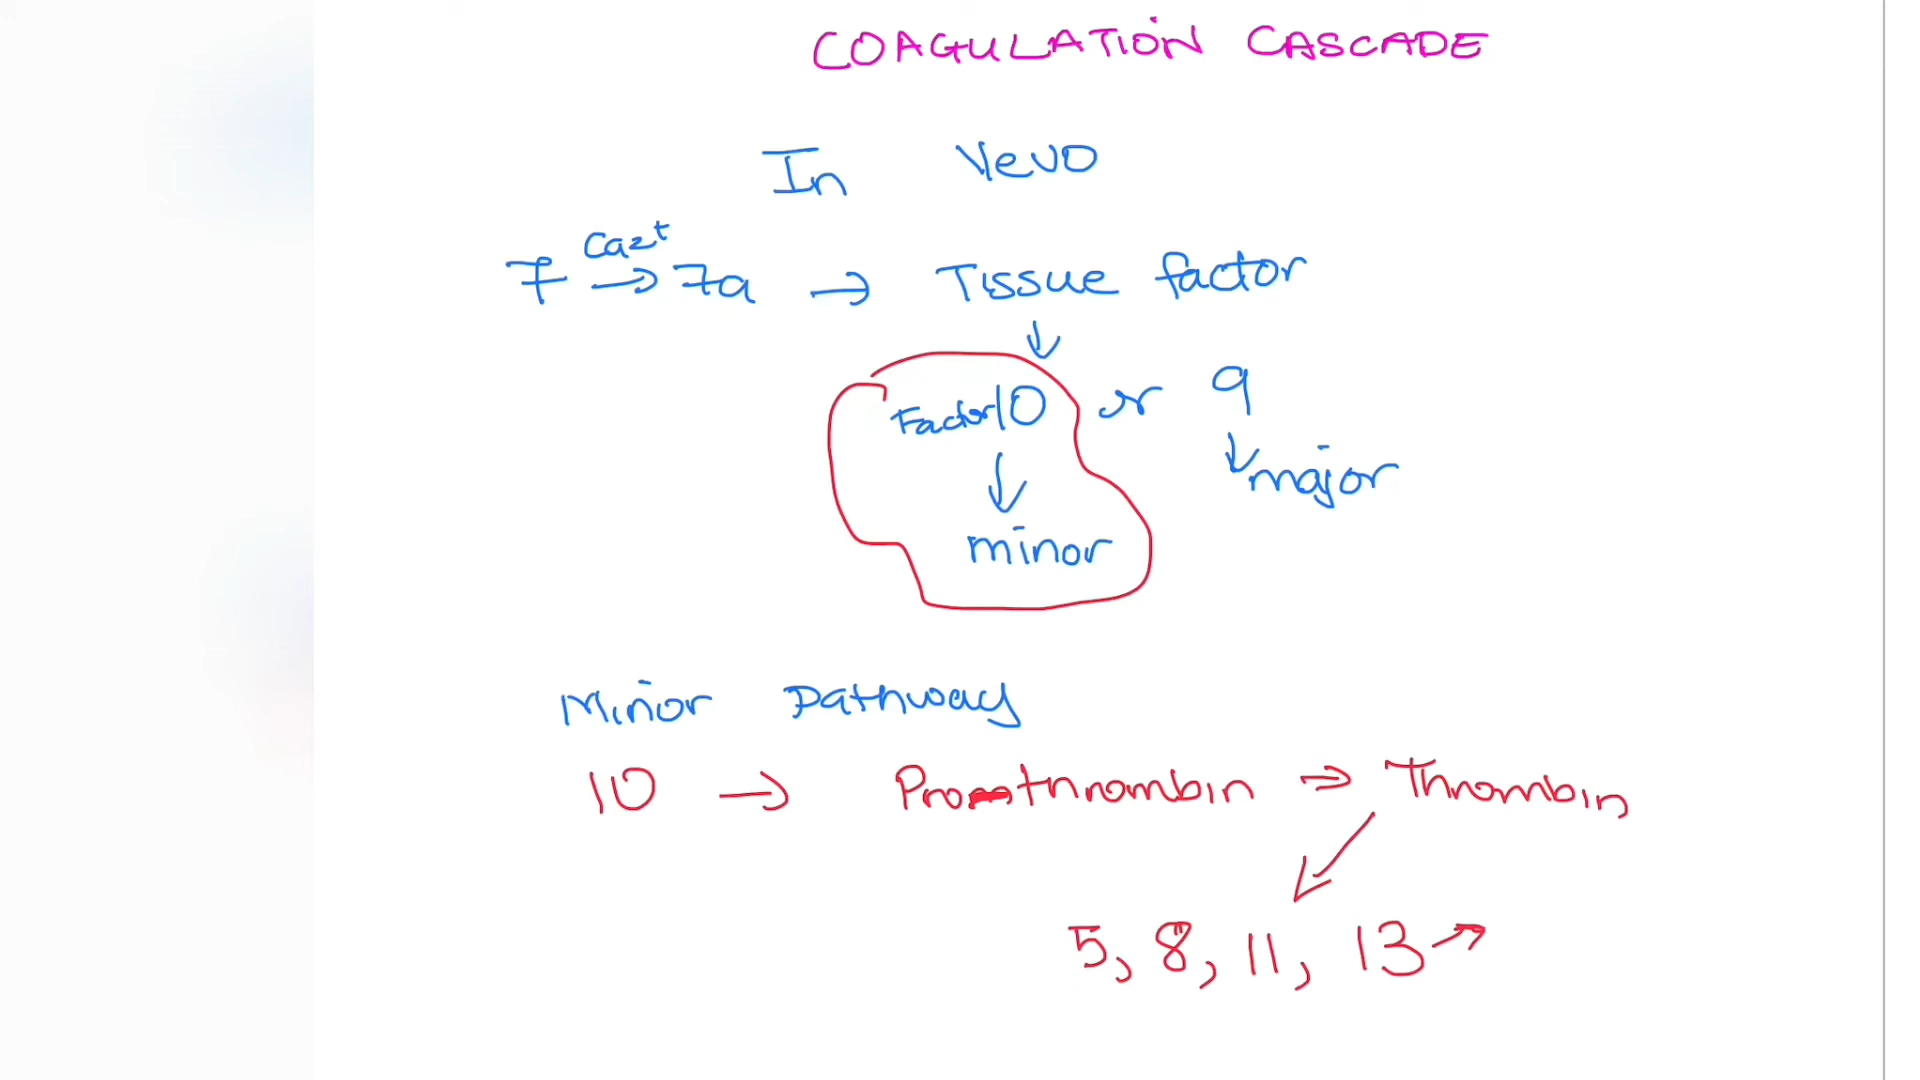 COAGULATION CASCADE
In Vevo
Ca2+
7 → 7a → Tissue factor
↓
Factor 10 or 9
↓ ↓ major
minor
Minor Pathway
10 → Prothrombin ⇒ Thrombin
5, 8, 11, 13 →